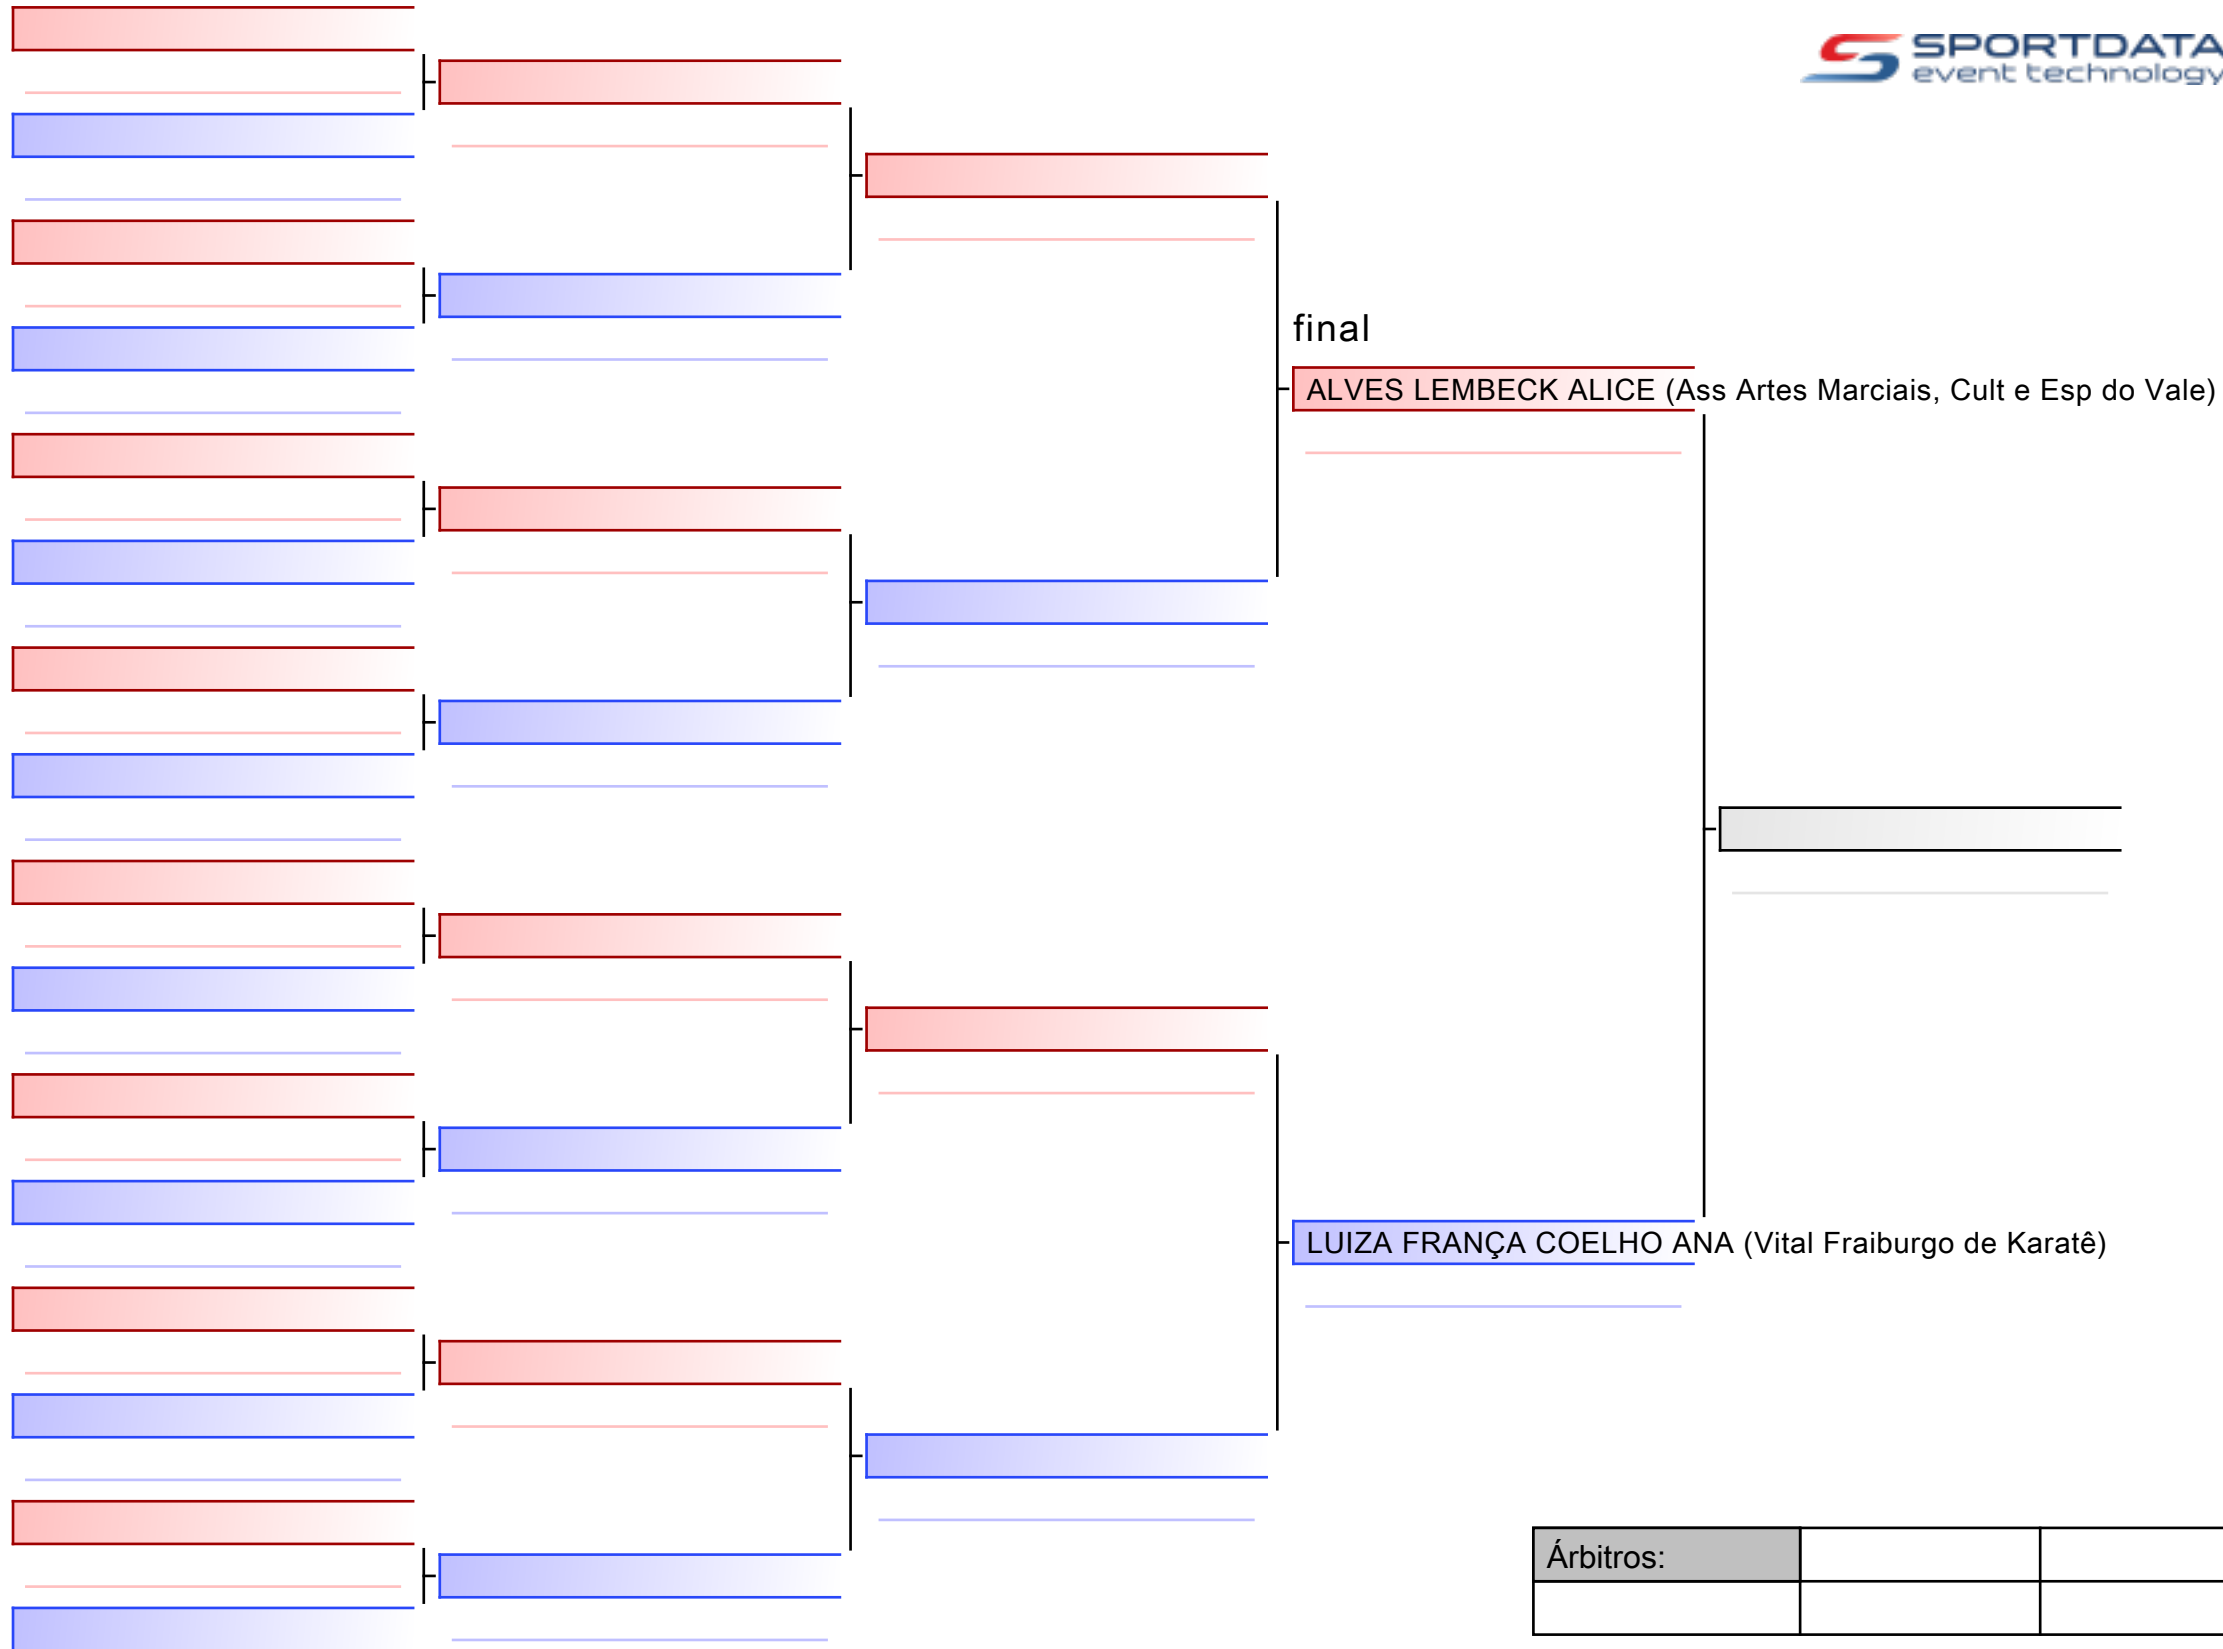 SPORTDATA
event technology
final
ALVES LEMBECK ALICE (Ass Artes Marciais, Cult e Esp do Vale)
LUIZA FRANÇA COELHO ANA (Vital Fraiburgo de Karatê)
Árbitros: